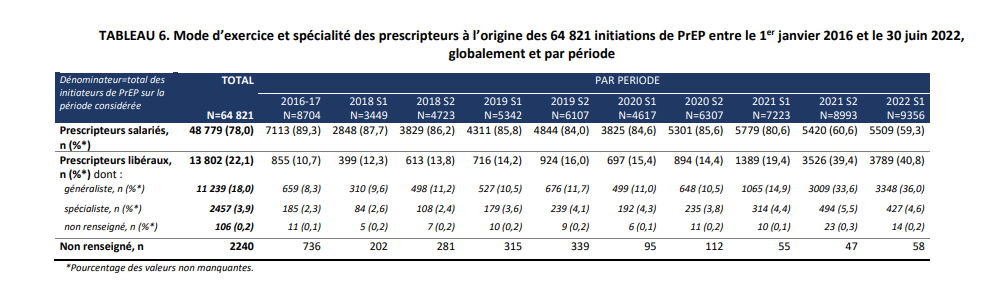 TABLEAU 6. Mode d'exercice et spécialité des prescripteurs à l'origine des 64 821 initiations de PrEP entre le 1er janvier 2016 et le 30 juin 2022,
globalement et par période
Dénominateur=total des initiateurs de PrEP sur la période considérée TOTAL N=64 821 PAR PERIODE
2016-17 2018 S1 2018 S2 2019 S1 2019 S2 2020 S1 2020 S2 2021 S1 2021 S2 2022 S1
N=8704 N=3449 N=4723 N=5342 N=6107 N=4617 N=6307 N=7223 N=8993 N=9356
Prescripteurs salariés, n (%*) 48 779 (78,0) 7113 (89,3) 2848 (87,7) 3829 (86,2) 4311 (85,8) 4844 (84,0) 3825 (84,6) 5301 (85,6) 5779 (80,6) 5420 (60,6) 5509 (59,3)
Prescripteurs libéraux, n (%*) dont : 13 802 (22,1) 855 (10,7) 399 (12,3) 613 (13,8) 716 (14,2) 924 (16,0) 697 (15,4) 894 (14,4) 1389 (19,4) 3526 (39,4) 3789 (40,8)
généraliste, n (%*) 11 239 (18,0) 659 (8,3) 310 (9,6) 498 (11,2) 527 (10,5) 676 (11,7) 499 (11,0) 648 (10,5) 1065 (14,9) 3009 (33,6) 3348 (36,0)
spécialiste, n (%*) 2457 (3,9) 185 (2,3) 84 (2,6) 108 (2,4) 179 (3,6) 239 (4,1) 192 (4,3) 235 (3,8) 314 (4,4) 494 (5,5) 427 (4,6)
non renseigné, n (%*) 106 (0,2) 11 (0,1) 5 (0,2) 7 (0,2) 10 (0,2) 9 (0,2) 6 (0,1) 11 (0,2) 10 (0,1) 23 (0,3) 14 (0,2)
Non renseigné, n 2240 736 202 281 315 339 95 112 55 47 58
*Pourcentage des valeurs non manquantes.